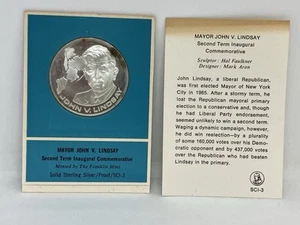 JOHN V. LINDSAY
MAYOR JOHN V. LINDSAY
Second Term Inaugural Commemorative
Minted by The Franklin Mint
Solid Sterling Silver/Proof/SCI-3
MAYOR JOHN V. LINDSAY
Second Term Inaugural
Commemorative
Sculptor: Hal Faulkner
Designer: Mark Aron
John Lindsay, a liberal Republican,
was first elected Mayor of New York
City in 1965. After a stormy term, he
lost the Republican mayoral primary
election to a conservative and, though
he had Liberal Party endorsement,
seemed unlikely to win a second term.
Waging a dynamic campaign, however,
he did win reelection—by a plurality
of some 160,000 votes over his Demo-
cratic opponent and by 437,000 votes
over the Republican who had beaten
Lindsay in the primary.
SCI-3